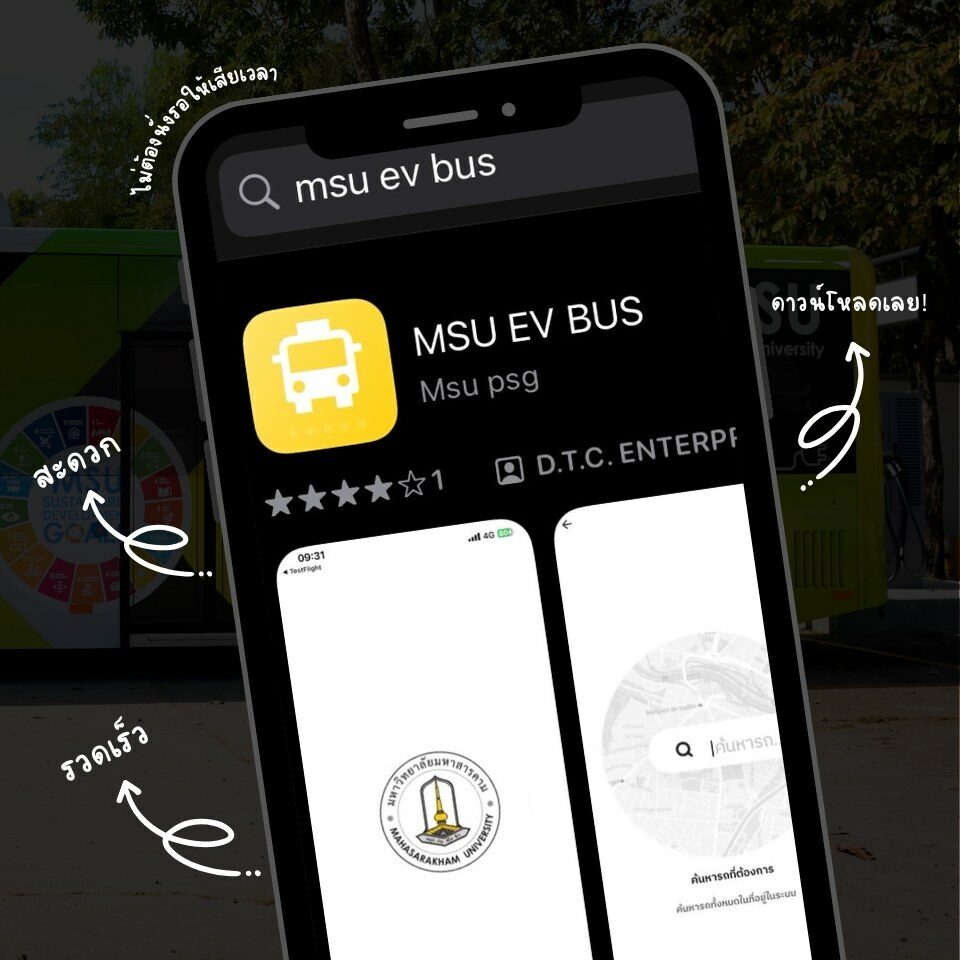 ไม่ต้องนั่งรอให้เสียเวลา
msu ev bus
MSU EV BUS
Msu psg
ดาวน์โหลดเลย!
SU
iversity
สะดวก
1
D.T.C. ENTERPR
MSU
SUSTAINABLE
DEVELOPMENT
GOAL
09:31
4G
TestFlight
รวดเร็ว
ค้นหารถ...
มหาวิทยาลัยมหาสารคาม
MAHASARAKHAM UNIVERSITY
ค้นหารถที่ต้องการ
ค้นหารถทั้งหมดในที่อยู่ในระบบ